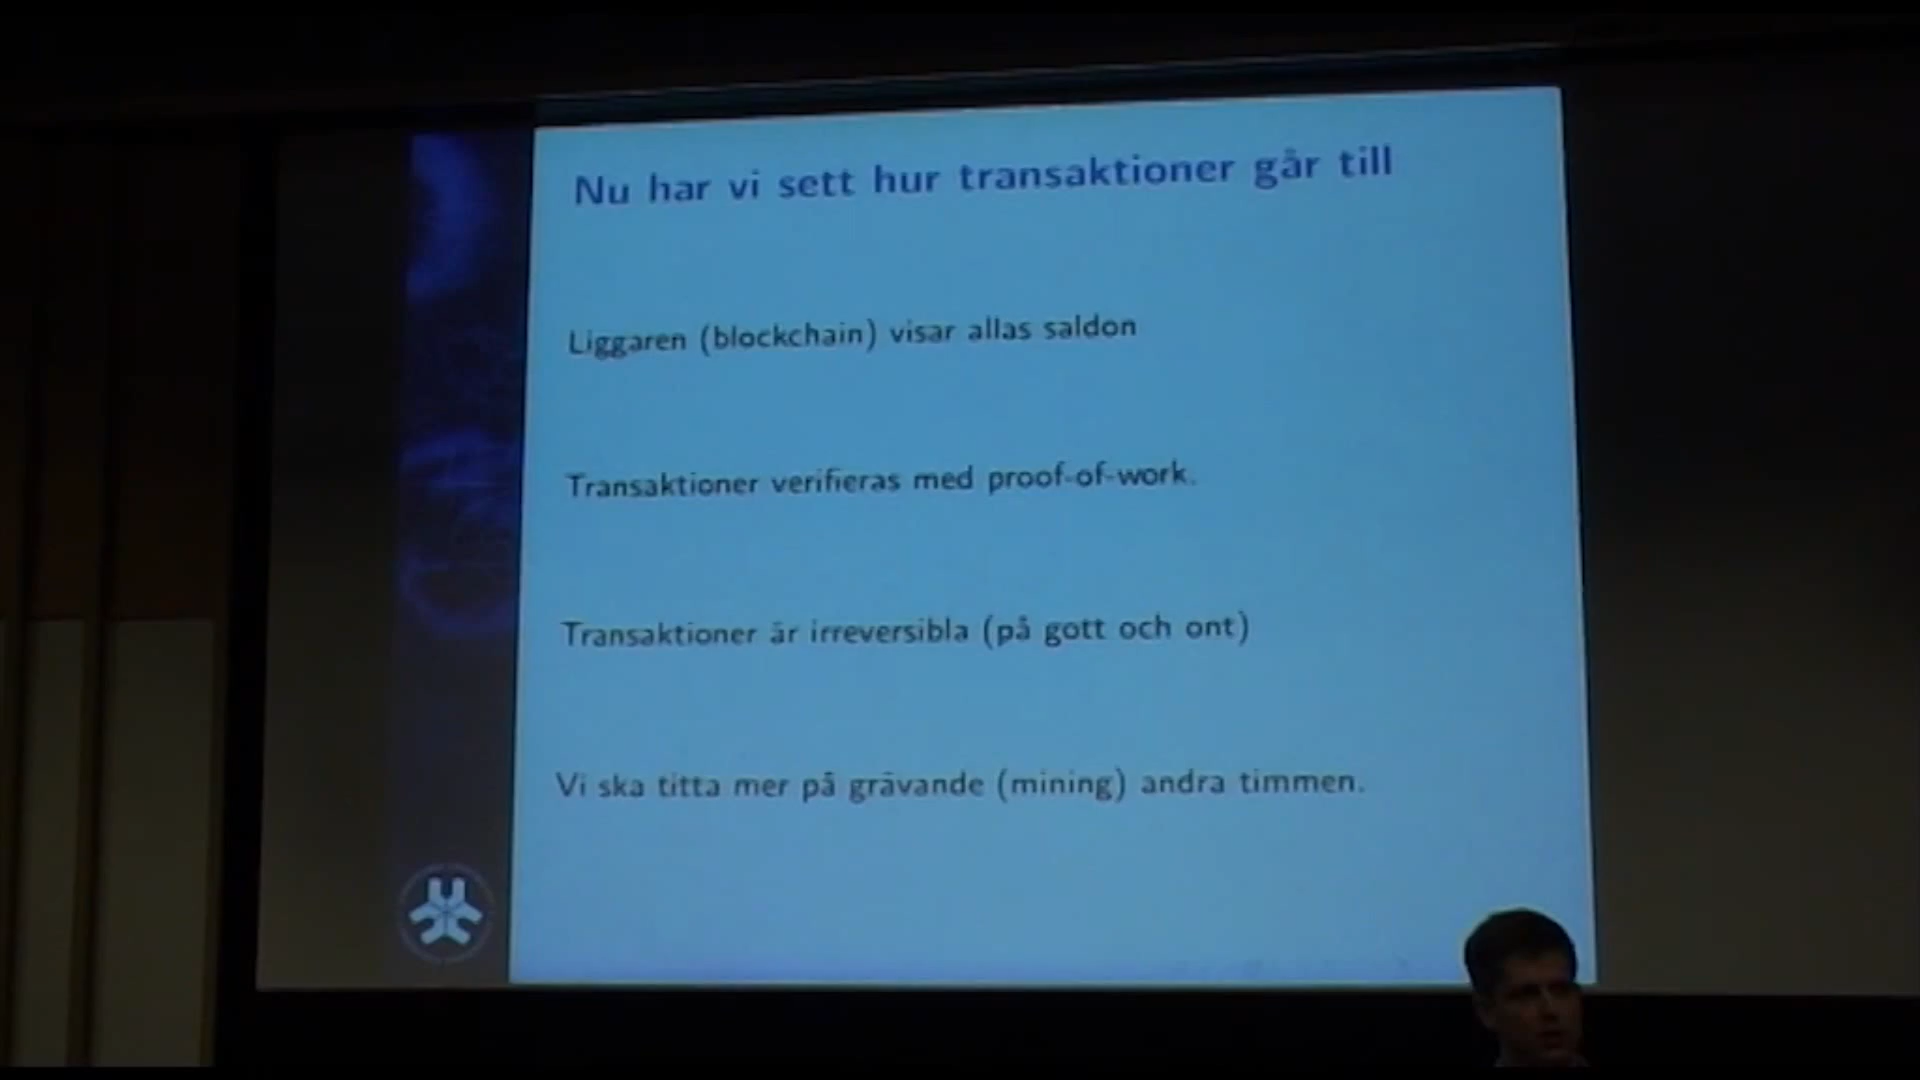 Nu har vi sett hur transaktioner går till
Liggaren (blockchain) visar allas saldon
Transaktioner verifieras med proof-of-work.
Transaktioner är irreversibla (på gott och ont)
Vi ska titta mer på grävande (mining) andra timmen.